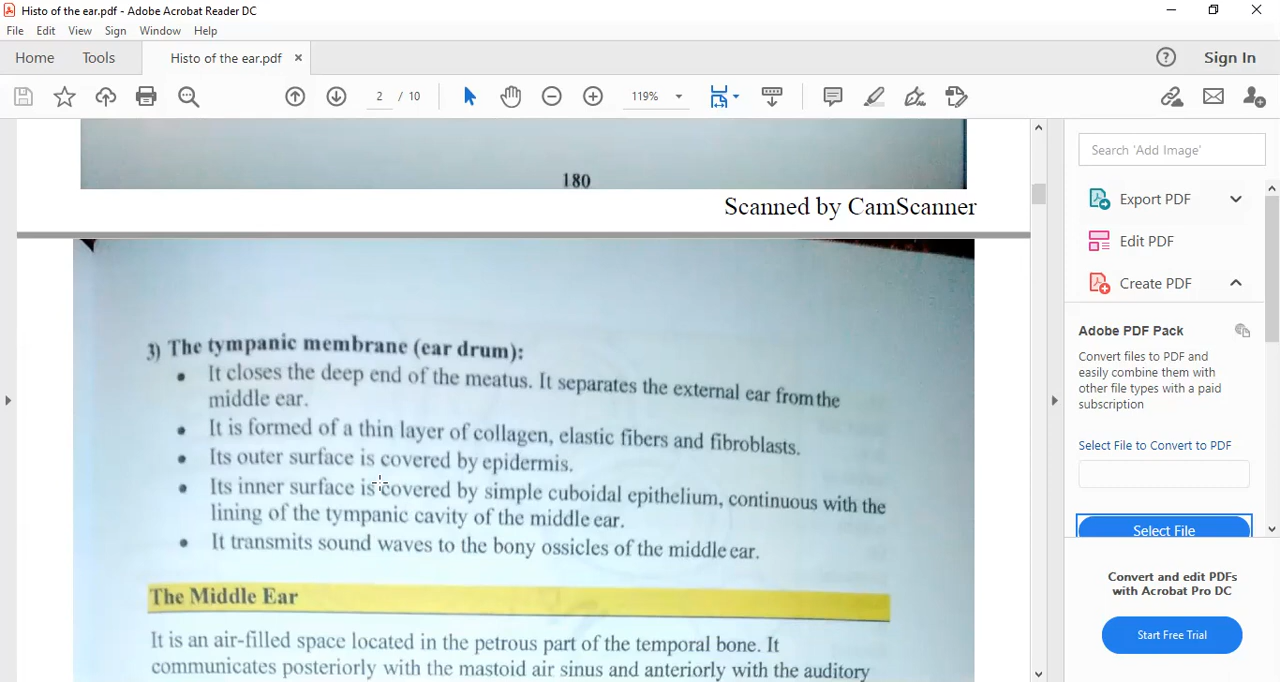 Histo of the ear.pdf - Adobe Acrobat Reader DC
File Edit View Sign Window Help
Home Tools Histo of the ear.pdf × ? Sign In
2 / 10 119%
180
Scanned by CamScanner
3) The tympanic membrane (ear drum):
• It closes the deep end of the meatus. It separates the external ear from the
middle ear.
• It is formed of a thin layer of collagen, elastic fibers and fibroblasts.
• Its outer surface is covered by epidermis.
• Its inner surface is covered by simple cuboidal epithelium, continuous with the
lining of the tympanic cavity of the middle ear.
• It transmits sound waves to the bony ossicles of the middle ear.
The Middle Ear
It is an air-filled space located in the petrous part of the temporal bone. It
communicates posteriorly with the mastoid air sinus and anteriorly with the auditory
Search 'Add Image'
Export PDF
Edit PDF
Create PDF
Adobe PDF Pack
Convert files to PDF and
easily combine them with
other file types with a paid
subscription
Select File to Convert to PDF
Select File
Convert and edit PDFs
with Acrobat Pro DC
Start Free Trial